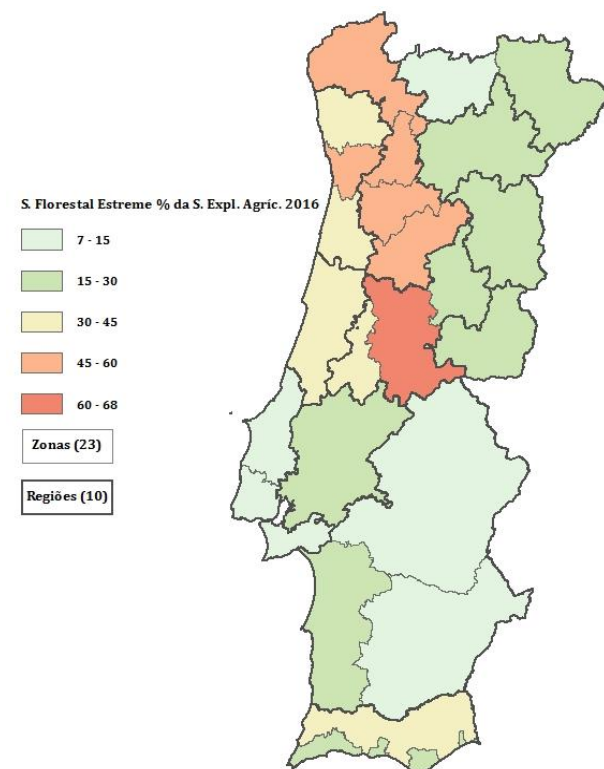 S. Florestal Estreme % da S. Expl. Agríc. 2016
7 - 15
15 - 30
30 - 45
45 - 60
60 - 68
Zonas (23)
Regiões (10)